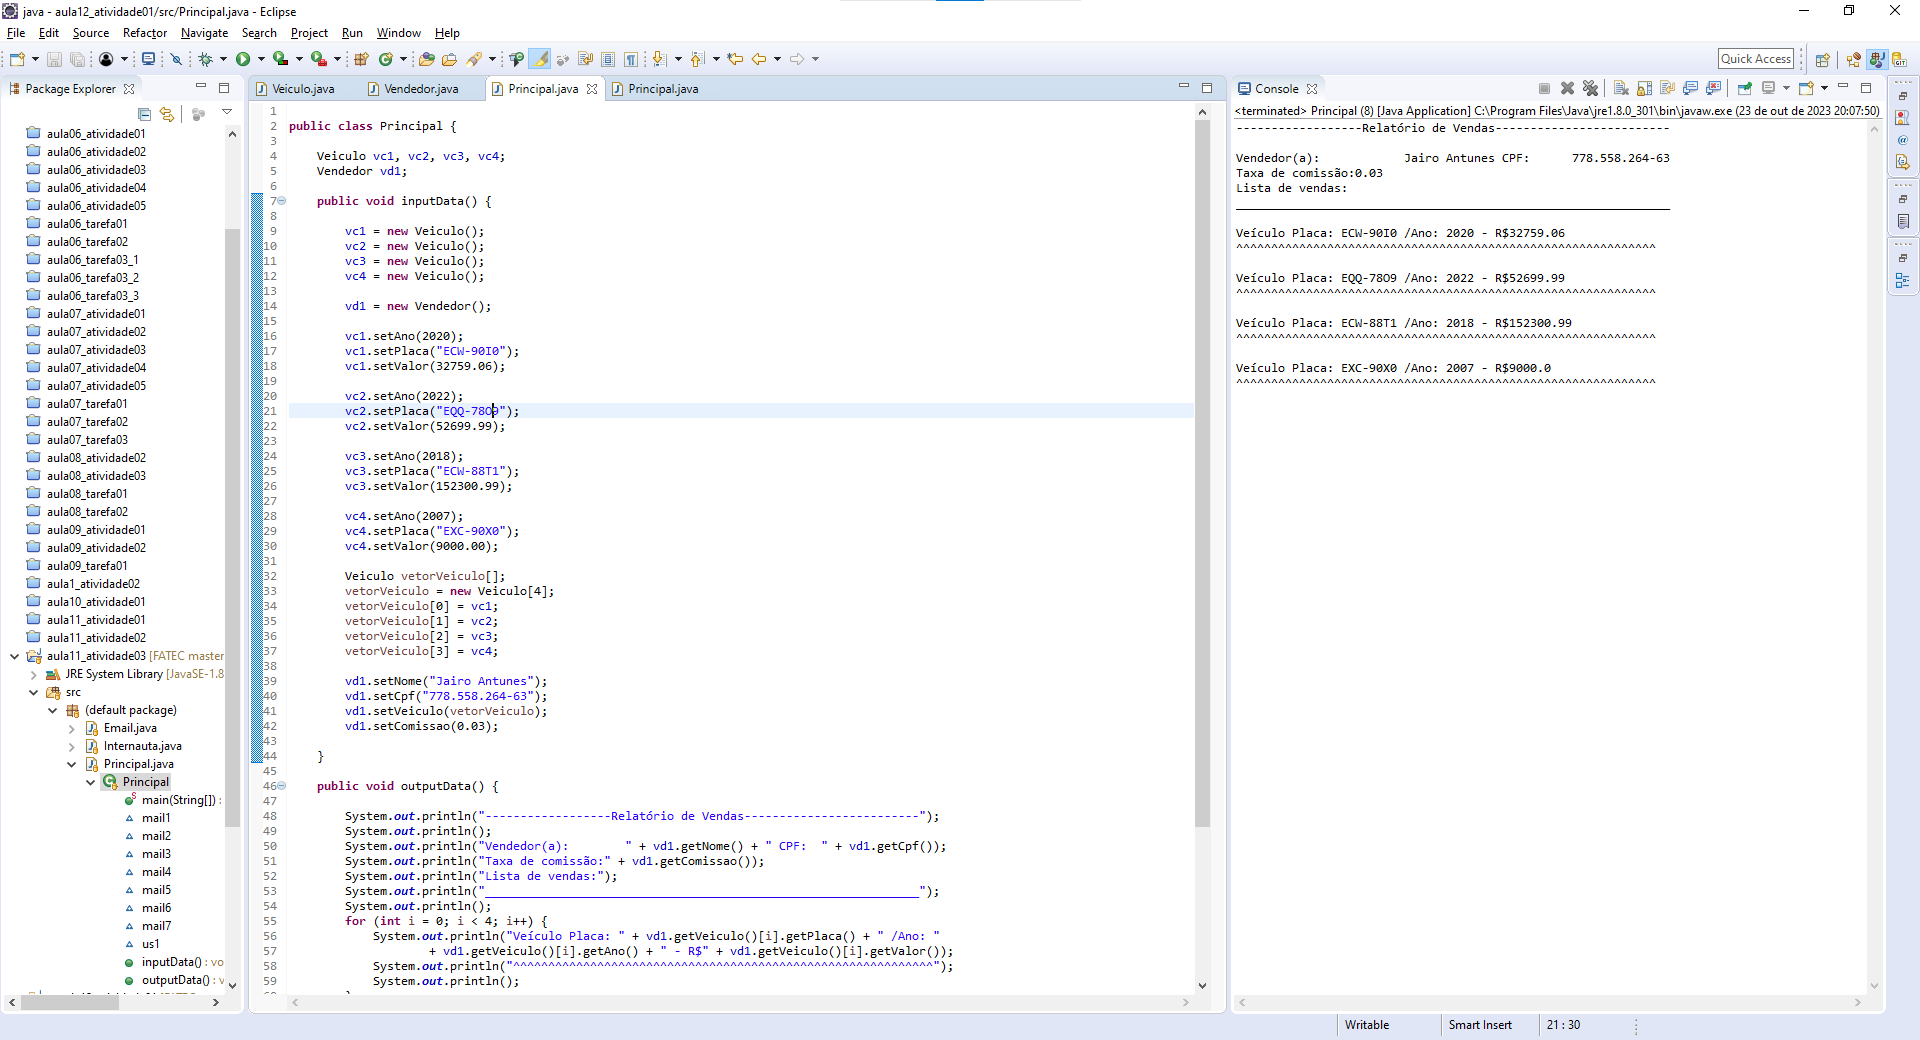 java - aula12_atividade01/src/Principal.java - Eclipse
File Edit Source Refactor Navigate Search Project Run Window Help
Quick Access
Package Explorer
aula06_atividade01
aula06_atividade02
aula06_atividade03
aula06_atividade04
aula06_atividade05
aula06_tarefa01
aula06_tarefa02
aula06_tarefa03_1
aula06_tarefa03_2
aula06_tarefa03_3
aula07_atividade01
aula07_atividade02
aula07_atividade03
aula07_atividade04
aula07_atividade05
aula07_tarefa01
aula07_tarefa02
aula07_tarefa03
aula08_atividade02
aula08_atividade03
aula08_tarefa01
aula08_tarefa02
aula09_atividade01
aula09_atividade02
aula09_tarefa01
aula1_atividade02
aula10_atividade01
aula11_atividade01
aula11_atividade02
aula11_atividade03 [FATEC master
JRE System Library [JavaSE-1.8
src
(default package)
Email.java
Internauta.java
Principal.java
Principal
main(String[]) :
mail1
mail2
mail3
mail4
mail5
mail6
mail7
us1
inputData() : vo
outputData() : v
Veiculo.java Vendedor.java Principal.java Principal.java
1
2 public class Principal {
3
4 Veiculo vc1, vc2, vc3, vc4;
5 Vendedor vd1;
6
7 public void inputData() {
8
9 vc1 = new Veiculo();
10 vc2 = new Veiculo();
11 vc3 = new Veiculo();
12 vc4 = new Veiculo();
13
14 vd1 = new Vendedor();
15
16 vc1.setAno(2020);
17 vc1.setPlaca("ECW-90I0");
18 vc1.setValor(32759.06);
19
20 vc2.setAno(2022);
21 vc2.setPlaca("EQQ-78O9");
22 vc2.setValor(52699.99);
23
24 vc3.setAno(2018);
25 vc3.setPlaca("ECW-88T1");
26 vc3.setValor(152300.99);
27
28 vc4.setAno(2007);
29 vc4.setPlaca("EXC-90X0");
30 vc4.setValor(9000.00);
31
32 Veiculo vetorVeiculo[];
33 vetorVeiculo = new Veiculo[4];
34 vetorVeiculo[0] = vc1;
35 vetorVeiculo[1] = vc2;
36 vetorVeiculo[2] = vc3;
37 vetorVeiculo[3] = vc4;
38
39 vd1.setNome("Jairo Antunes");
40 vd1.setCpf("778.558.264-63");
41 vd1.setVeiculo(vetorVeiculo);
42 vd1.setComissao(0.03);
43
44 }
45
46 public void outputData() {
47
48 System.out.println("------------------Relatório de Vendas-------------------------");
49 System.out.println();
50 System.out.println("Vendedor(a):        " + vd1.getNome() + " CPF:  " + vd1.getCpf());
51 System.out.println("Taxa de comissão:" + vd1.getComissao());
52 System.out.println("Lista de vendas:");
53 System.out.println("______________________________________________________________");
54 System.out.println();
55 for (int i = 0; i < 4; i++) {
56 System.out.println("Veículo Placa: " + vd1.getVeiculo()[i].getPlaca() + " /Ano: "
57 + vd1.getVeiculo()[i].getAno() + " - R$" + vd1.getVeiculo()[i].getValor());
58 System.out.println("^^^^^^^^^^^^^^^^^^^^^^^^^^^^^^^^^^^^^^^^^^^^^^^^^^^^^^^^^^^^");
59 System.out.println();
Console
<terminated> Principal (8) [Java Application] C:\Program Files\Java\jre1.8.0_301\bin\javaw.exe (23 de out de 2023 20:07:50)
------------------Relatório de Vendas-------------------------
Vendedor(a):            Jairo Antunes CPF:      778.558.264-63
Taxa de comissão:0.03
Lista de vendas:
______________________________________________________________
Veículo Placa: ECW-90I0 /Ano: 2020 - R$32759.06
^^^^^^^^^^^^^^^^^^^^^^^^^^^^^^^^^^^^^^^^^^^^^^^^^^^^^^^^^^^^
Veículo Placa: EQQ-78O9 /Ano: 2022 - R$52699.99
^^^^^^^^^^^^^^^^^^^^^^^^^^^^^^^^^^^^^^^^^^^^^^^^^^^^^^^^^^^^
Veículo Placa: ECW-88T1 /Ano: 2018 - R$152300.99
^^^^^^^^^^^^^^^^^^^^^^^^^^^^^^^^^^^^^^^^^^^^^^^^^^^^^^^^^^^^
Veículo Placa: EXC-90X0 /Ano: 2007 - R$9000.0
^^^^^^^^^^^^^^^^^^^^^^^^^^^^^^^^^^^^^^^^^^^^^^^^^^^^^^^^^^^^
Writable Smart Insert 21 : 30